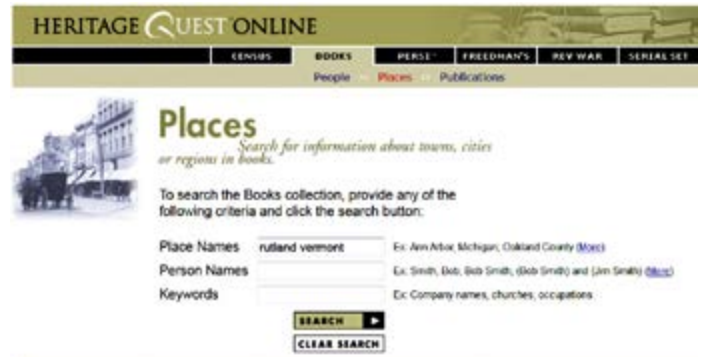 HERITAGE QUEST ONLINE
CENSUS BOOKS PERSI FREEDMAN'S REV WAR SERIAL SET
People Places Publications
Places
Search for information about towns, cities
or regions in books.
To search the Books collection, provide any of the
following criteria and click the search button:
Place Names rutland vermont Ex: Ann Arbor, Michigan; Oakland County (More)
Person Names Ex. Smith, Bob, Bob Smith, (Bob Smith) and (Jim Smith) (More)
Keywords Ex: Company names, churches, occupations
SEARCH
CLEAR SEARCH